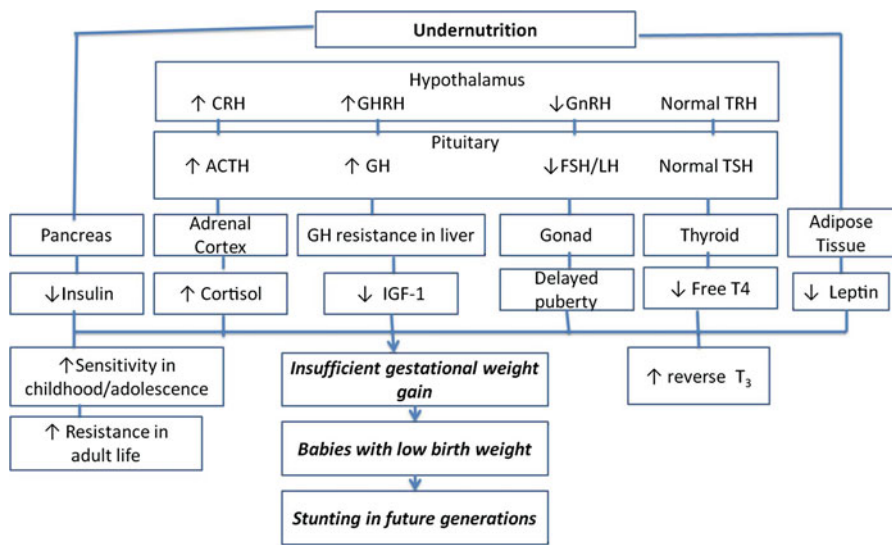 Undernutrition
Hypothalamus
↑ CRH ↑GHRH ↓GnRH Normal TRH
Pituitary
↑ ACTH ↑ GH ↓FSH/LH Normal TSH
Pancreas
Adrenal
Cortex
GH resistance in liver
Gonad
Thyroid
Adipose
Tissue
↓Insulin
↑ Cortisol
↓ IGF-1
Delayed
puberty
↓ Free T4
↓ Leptin
↑Sensitivity in
childhood/adolescence
Insufficient gestational weight
gain
↑ reverse T₃
↑ Resistance in
adult life
Babies with low birth weight
Stunting in future generations